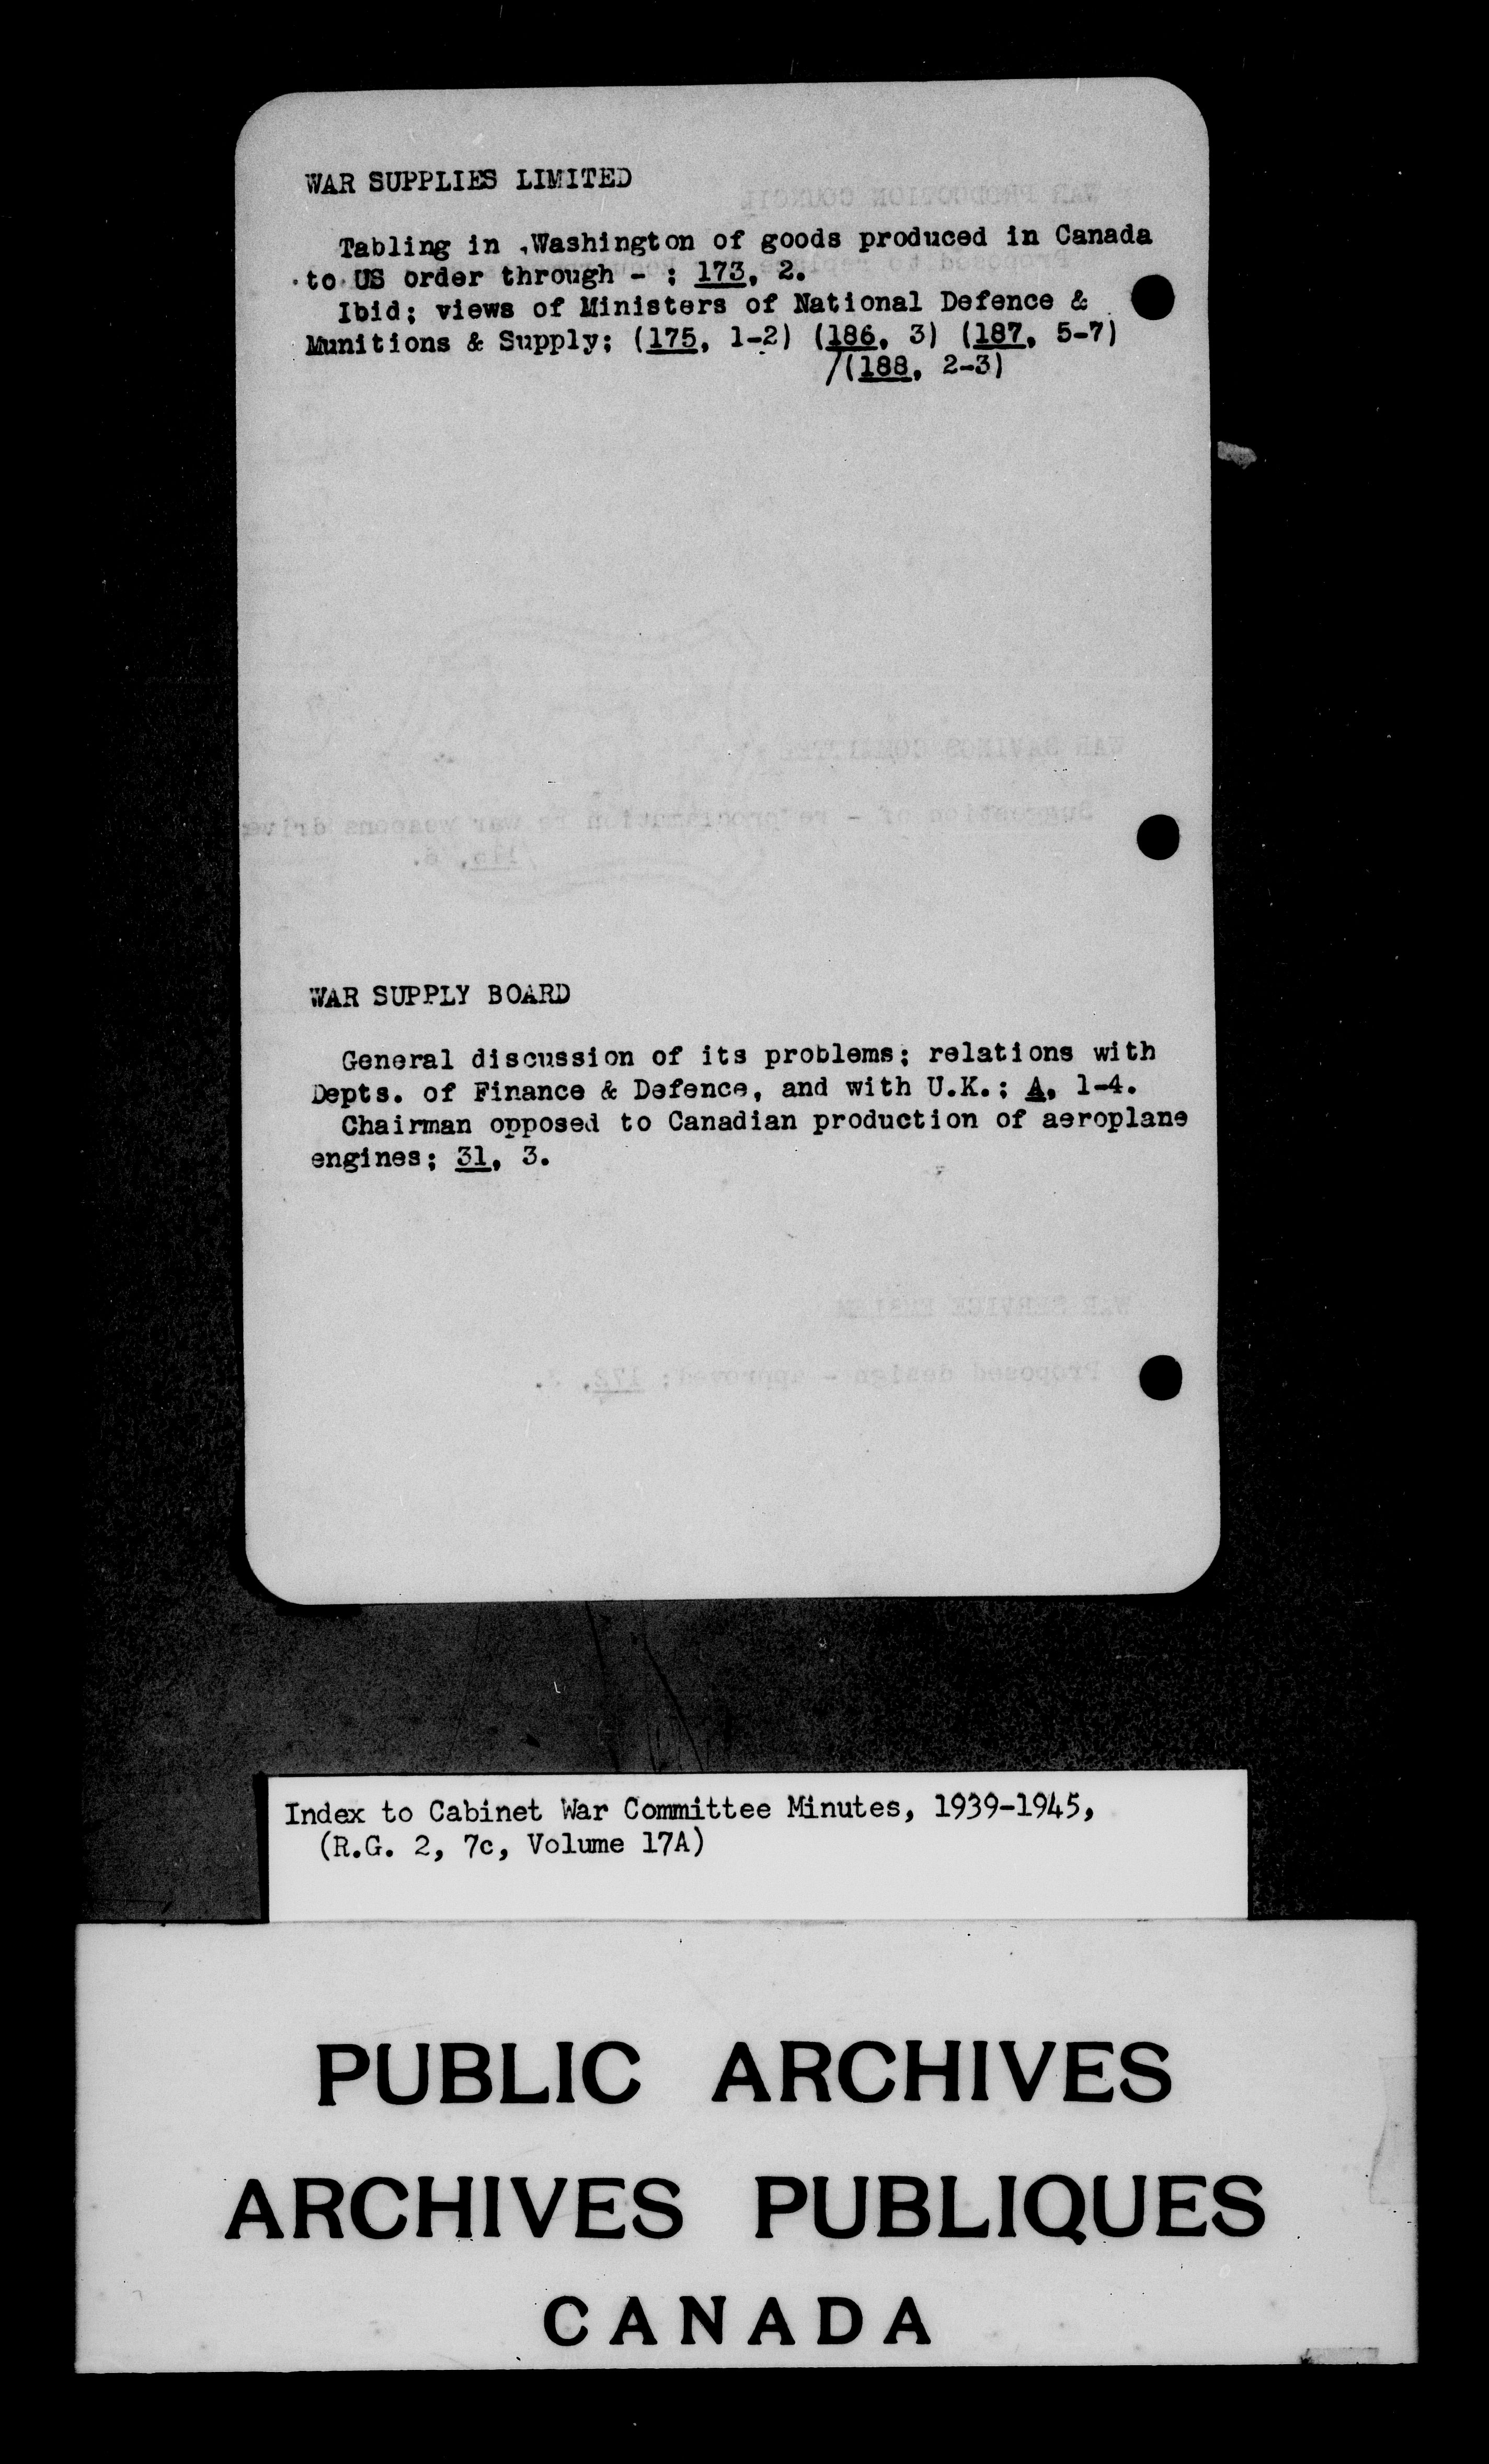 WAR SUPPLIES LIMITED
Tabling in Washington of goods produced in Canada
to US order through - ; 173, 2.
Ibid; views of Ministers of National Defence &
Munitions & Supply; (175, 1-2) (186, 3) (187, 5-7)
/(188, 2-3)
WAR SUPPLY BOARD
General discussion of its problems; relations with
Depts. of Finance & Defence, and with U.K.; A, 1-4.
Chairman opposed to Canadian production of aeroplane
engines; 31, 3.
Index to Cabinet War Committee Minutes, 1939-1945,
(R.G. 2, 7c, Volume 17A)
PUBLIC ARCHIVES
ARCHIVES PUBLIQUES
CANADA